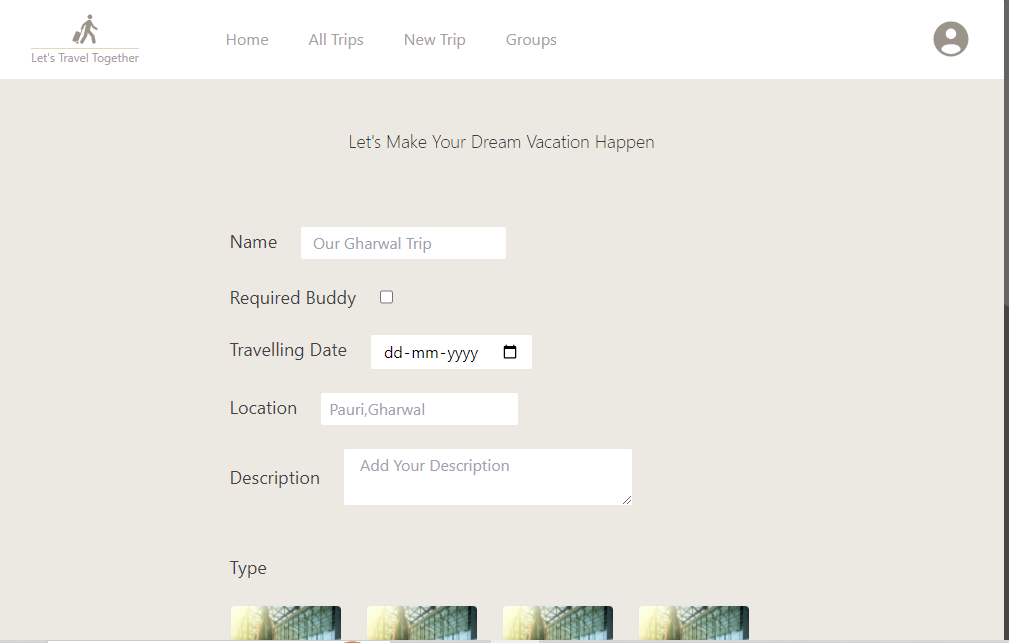 Let's Travel Together
Home All Trips New Trip Groups
Let's Make Your Dream Vacation Happen
Name Our Gharwal Trip
Required Buddy
Travelling Date dd-mm-yyyy
Location Pauri,Gharwal
Description Add Your Description
Type